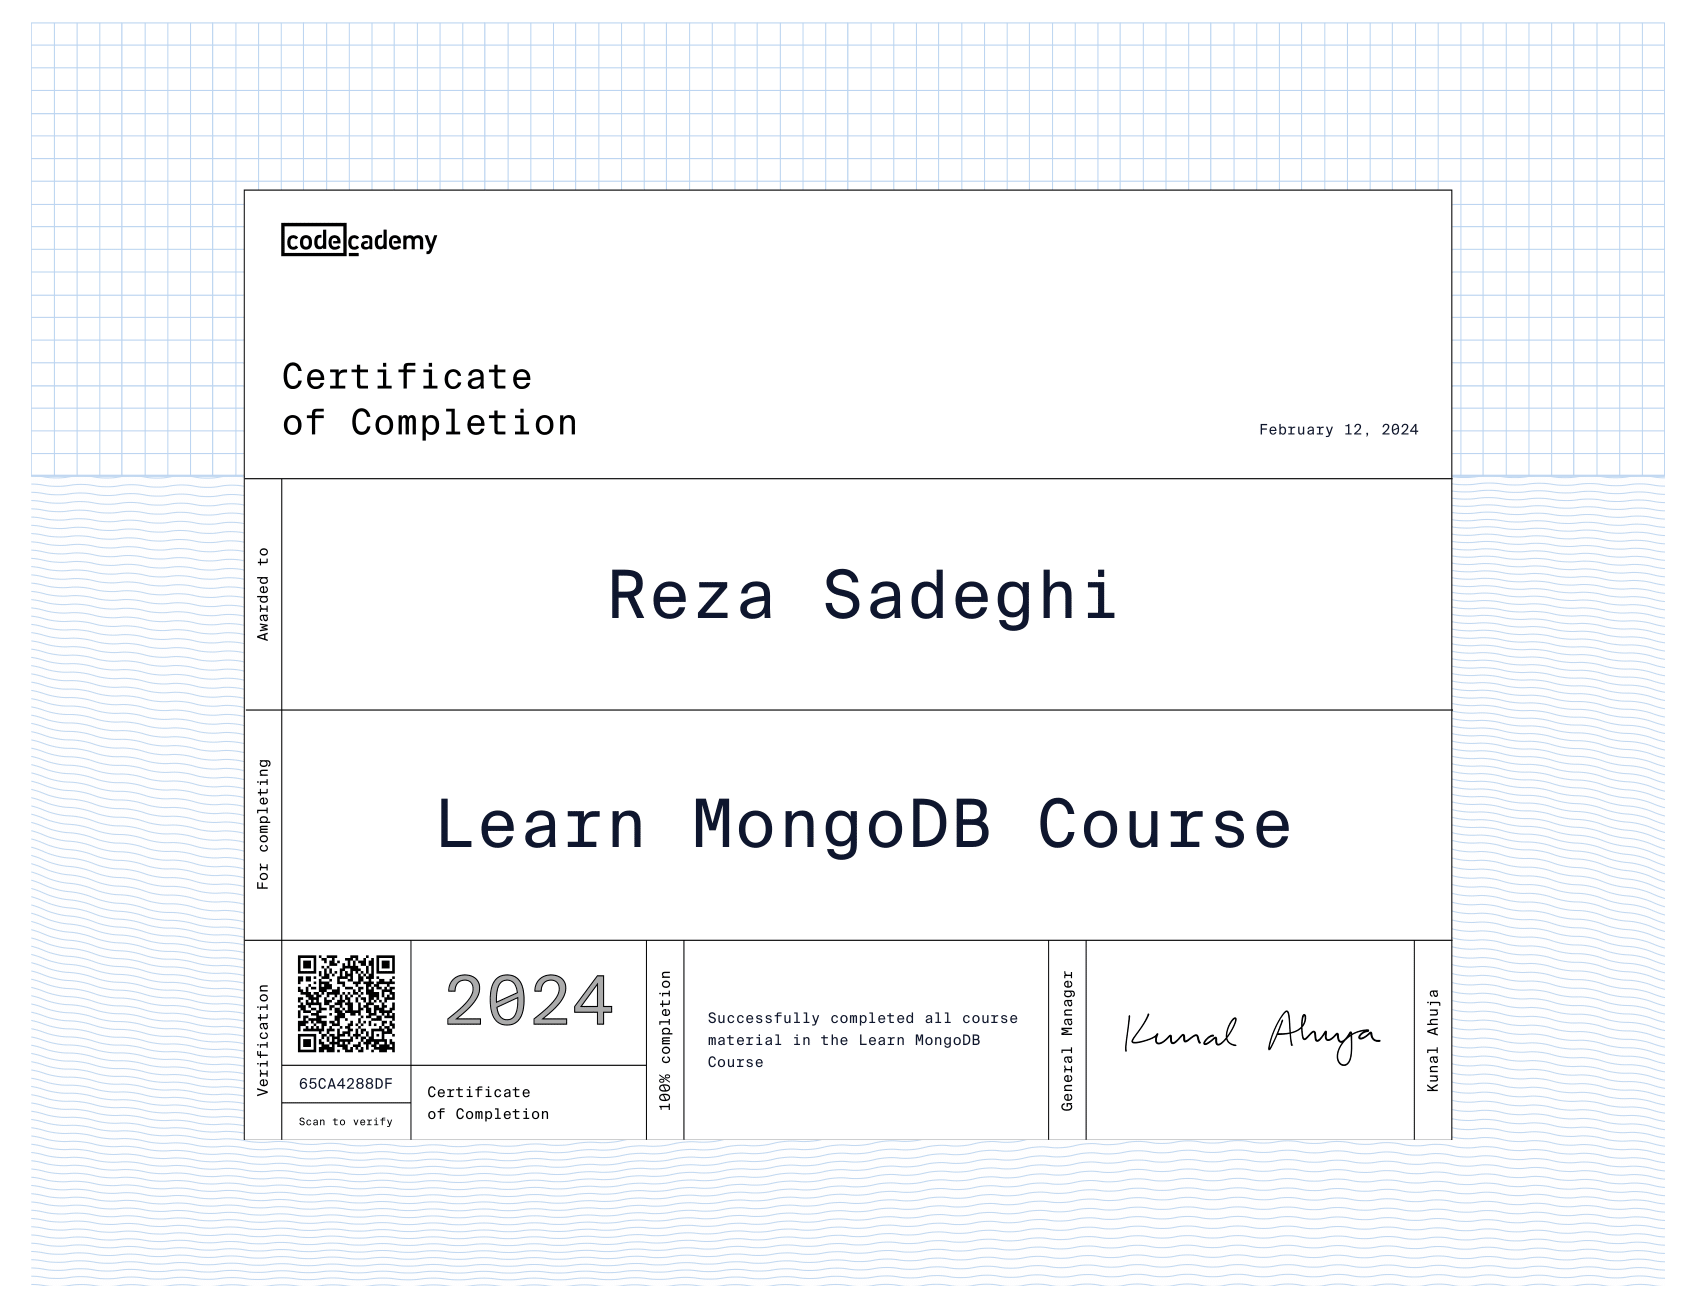 codecademy
Certificate
of Completion
February 12, 2024
Awarded to
Reza Sadeghi
For completing
Learn MongoDB Course
Verification
65CA4288DF
Scan to verify
2024
Certificate
of Completion
100% completion
Successfully completed all course
material in the Learn MongoDB
Course
General Manager
Kunal Ahuja
Kunal Ahuja